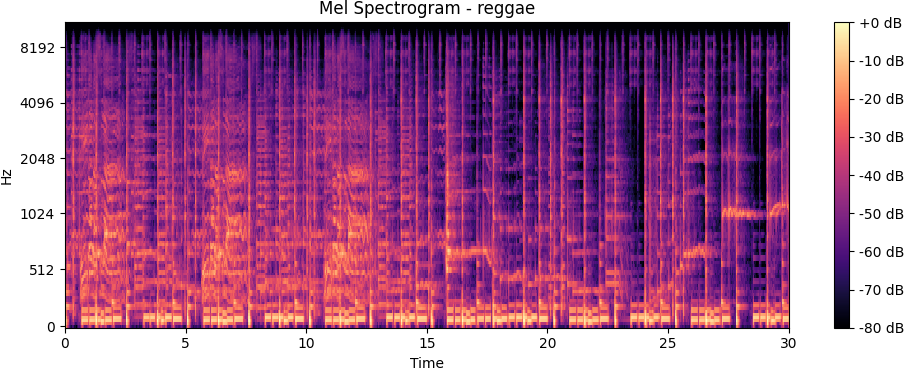 Mel Spectrogram - reggae
Hz
8192
4096
2048
1024
512
0
0 5 10 15 20 25 30
Time
+0 dB
-10 dB
-20 dB
-30 dB
-40 dB
-50 dB
-60 dB
-70 dB
-80 dB